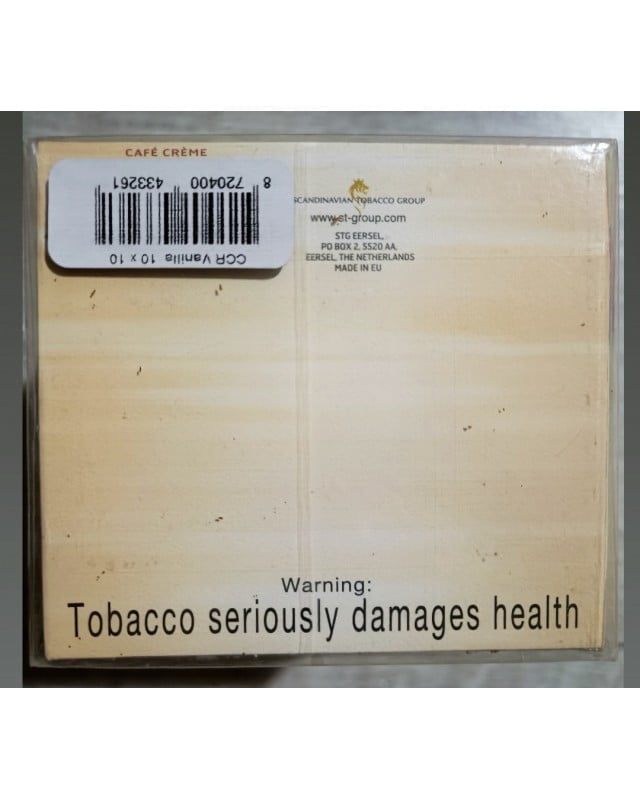 CAFÉ CRÈME
8 720400 433261
CCR Vanilla 10 x 10
SCANDINAVIAN TOBACCO GROUP
www.st-group.com
STG EERSEL,
PO BOX 2, 5520 AA,
EERSEL, THE NETHERLANDS
MADE IN EU
Warning:
Tobacco seriously damages health